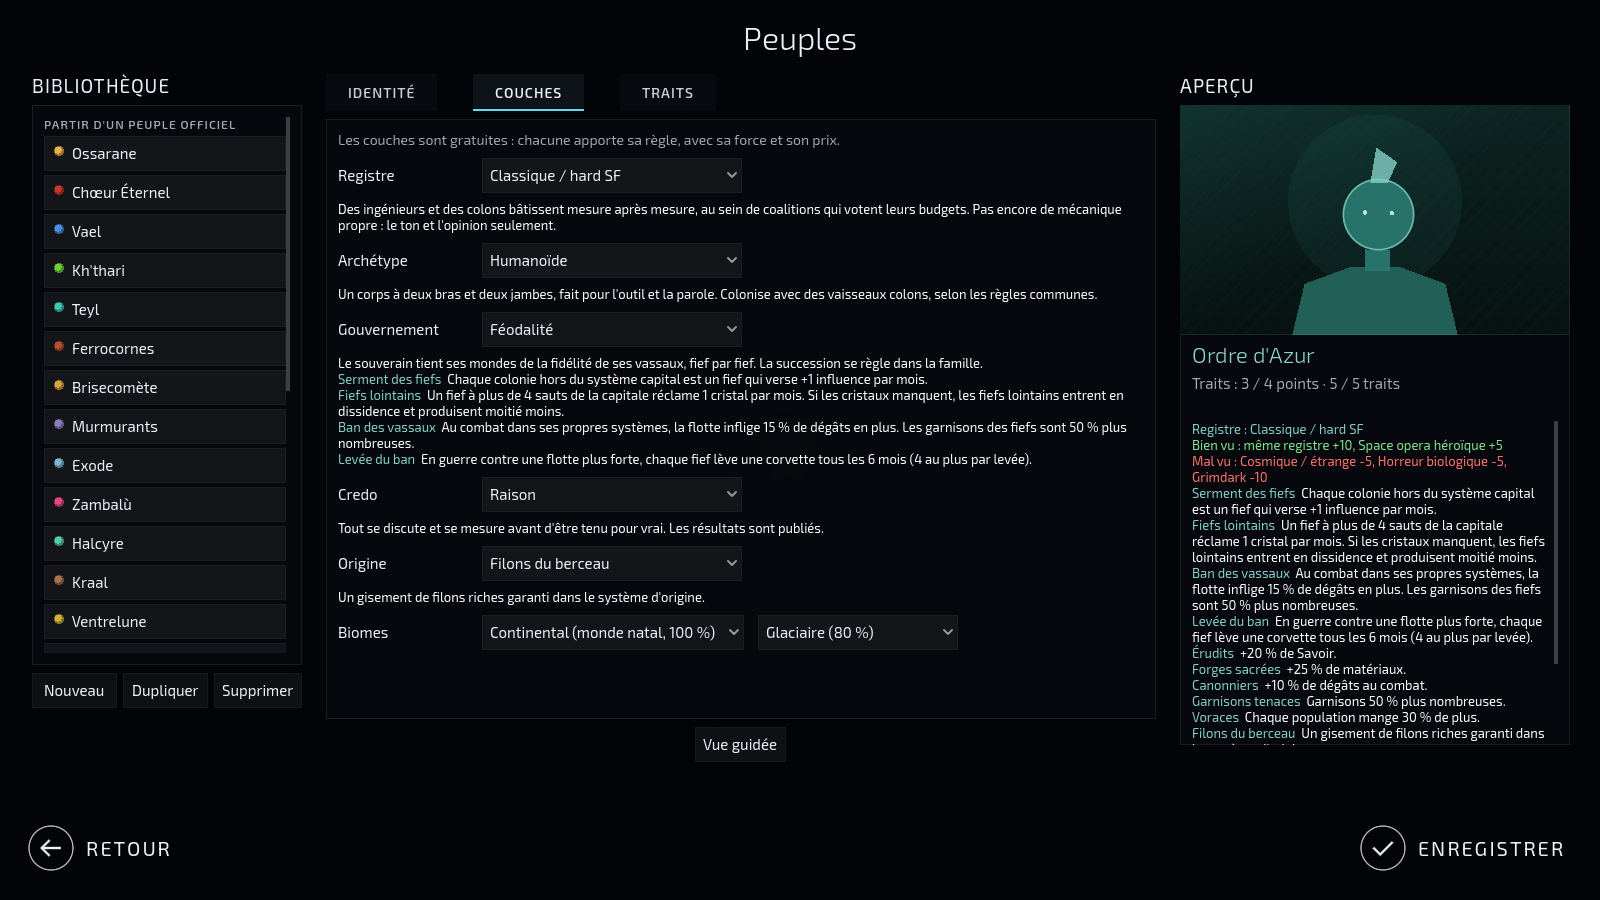 Peuples
BIBLIOTHÈQUE
PARTIR D'UN PEUPLE OFFICIEL
Ossarane
Chœur Éternel
Vael
Kh'thari
Teyl
Ferrocornes
Brisecomète
Murmurants
Exode
Zambalù
Halcyre
Kraal
Ventrelune
Nouveau
Dupliquer
Supprimer
IDENTITÉ
COUCHES
TRAITS
Les couches sont gratuites : chacune apporte sa règle, avec sa force et son prix.
Registre
Classique / hard SF
Des ingénieurs et des colons bâtissent mesure après mesure, au sein de coalitions qui votent leurs budgets. Pas encore de mécanique
propre : le ton et l'opinion seulement.
Archétype
Humanoïde
Un corps à deux bras et deux jambes, fait pour l'outil et la parole. Colonise avec des vaisseaux colons, selon les règles communes.
Gouvernement
Féodalité
Le souverain tient ses mondes de la fidélité de ses vassaux, fief par fief. La succession se règle dans la famille.
Serment des fiefs Chaque colonie hors du système capital est un fief qui verse +1 influence par mois.
Fiefs lointains Un fief à plus de 4 sauts de la capitale réclame 1 cristal par mois. Si les cristaux manquent, les fiefs lointains entrent en
dissidence et produisent moitié moins.
Ban des vassaux Au combat dans ses propres systèmes, la flotte inflige 15 % de dégâts en plus. Les garnisons des fiefs sont 50 % plus
nombreuses.
Levée du ban En guerre contre une flotte plus forte, chaque fief lève une corvette tous les 6 mois (4 au plus par levée).
Credo
Raison
Tout se discute et se mesure avant d'être tenu pour vrai. Les résultats sont publiés.
Origine
Filons du berceau
Un gisement de filons riches garanti dans le système d'origine.
Biomes
Continental (monde natal, 100 %)
Glaciaire (80 %)
Vue guidée
APERÇU
Ordre d'Azur
Traits : 3 / 4 points · 5 / 5 traits
Registre : Classique / hard SF
Bien vu : même registre +10, Space opera héroïque +5
Mal vu : Cosmique / étrange -5, Horreur biologique -5,
Grimdark -10
Serment des fiefs Chaque colonie hors du système capital
est un fief qui verse +1 influence par mois.
Fiefs lointains Un fief à plus de 4 sauts de la capitale
réclame 1 cristal par mois. Si les cristaux manquent, les fiefs
lointains entrent en dissidence et produisent moitié moins.
Ban des vassaux Au combat dans ses propres systèmes, la
flotte inflige 15 % de dégâts en plus. Les garnisons des fiefs
sont 50 % plus nombreuses.
Levée du ban En guerre contre une flotte plus forte, chaque
fief lève une corvette tous les 6 mois (4 au plus par levée).
Érudits +20 % de Savoir.
Forges sacrées +25 % de matériaux.
Canonniers +10 % de dégâts au combat.
Garnisons tenaces Garnisons 50 % plus nombreuses.
Voraces Chaque population mange 30 % de plus.
Filons du berceau Un gisement de filons riches garanti dans
RETOUR
ENREGISTRER